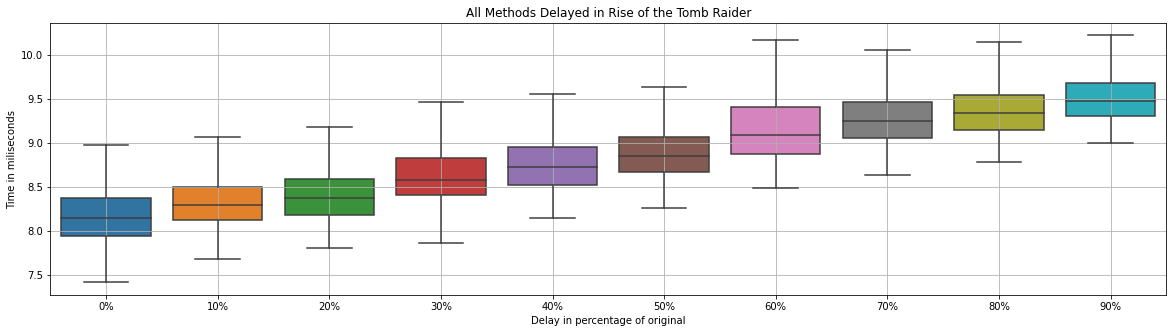 All Methods Delayed in Rise of the Tomb Raider
Time in miliseconds
10.0
9.5
9.0
8.5
8.0
7.5
0% 10% 20% 30% 40% 50% 60% 70% 80% 90%
Delay in percentage of original